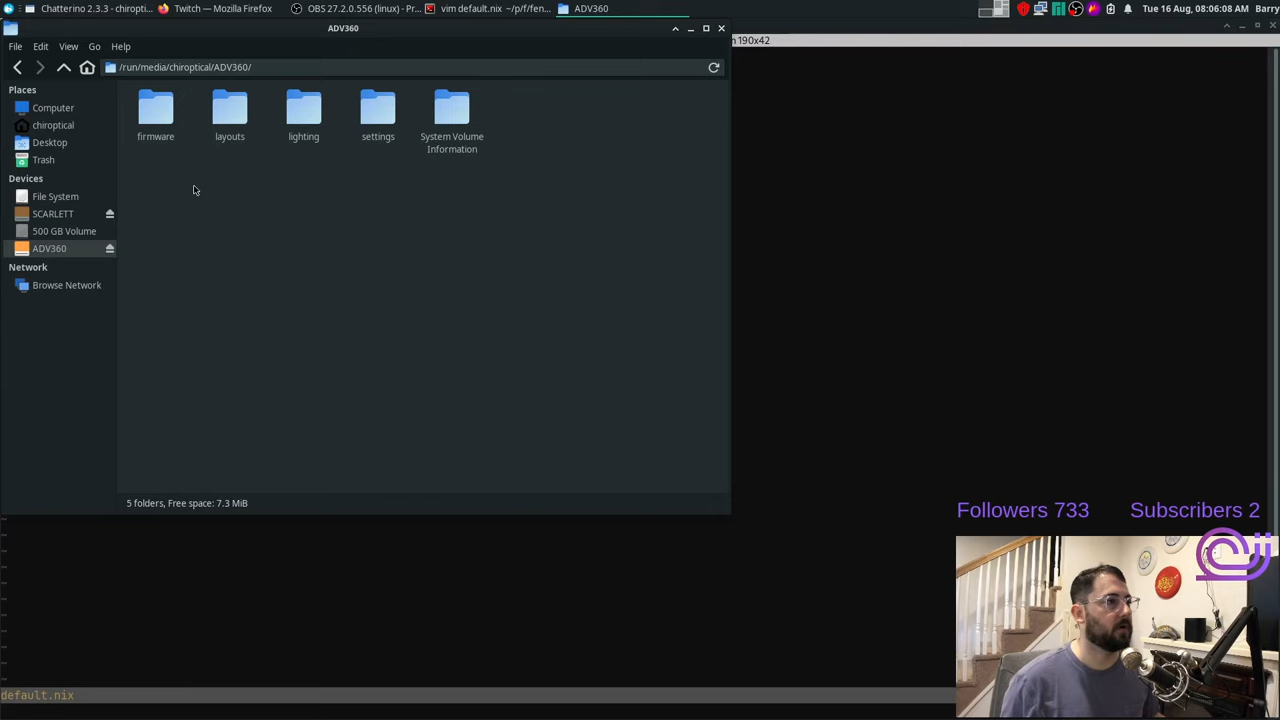 Chatterino 2.3.3 - chiropti...
Twitch — Mozilla Firefox
OBS 27.2.0.556 (linux) - Pr...
vim default.nix ~/p/f/fen...
ADV360
Tue 16 Aug, 08:06:08 AM
Barry
ADV360
n 190x42
File Edit View Go Help
/run/media/chiroptical/ADV360/
Places
Computer
chiroptical
Desktop
Trash
Devices
File System
SCARLETT
500 GB Volume
ADV360
Network
Browse Network
firmware
layouts
lighting
settings
System Volume
Information
5 folders, Free space: 7.3 MiB
Followers 733
Subscribers 2
default.nix